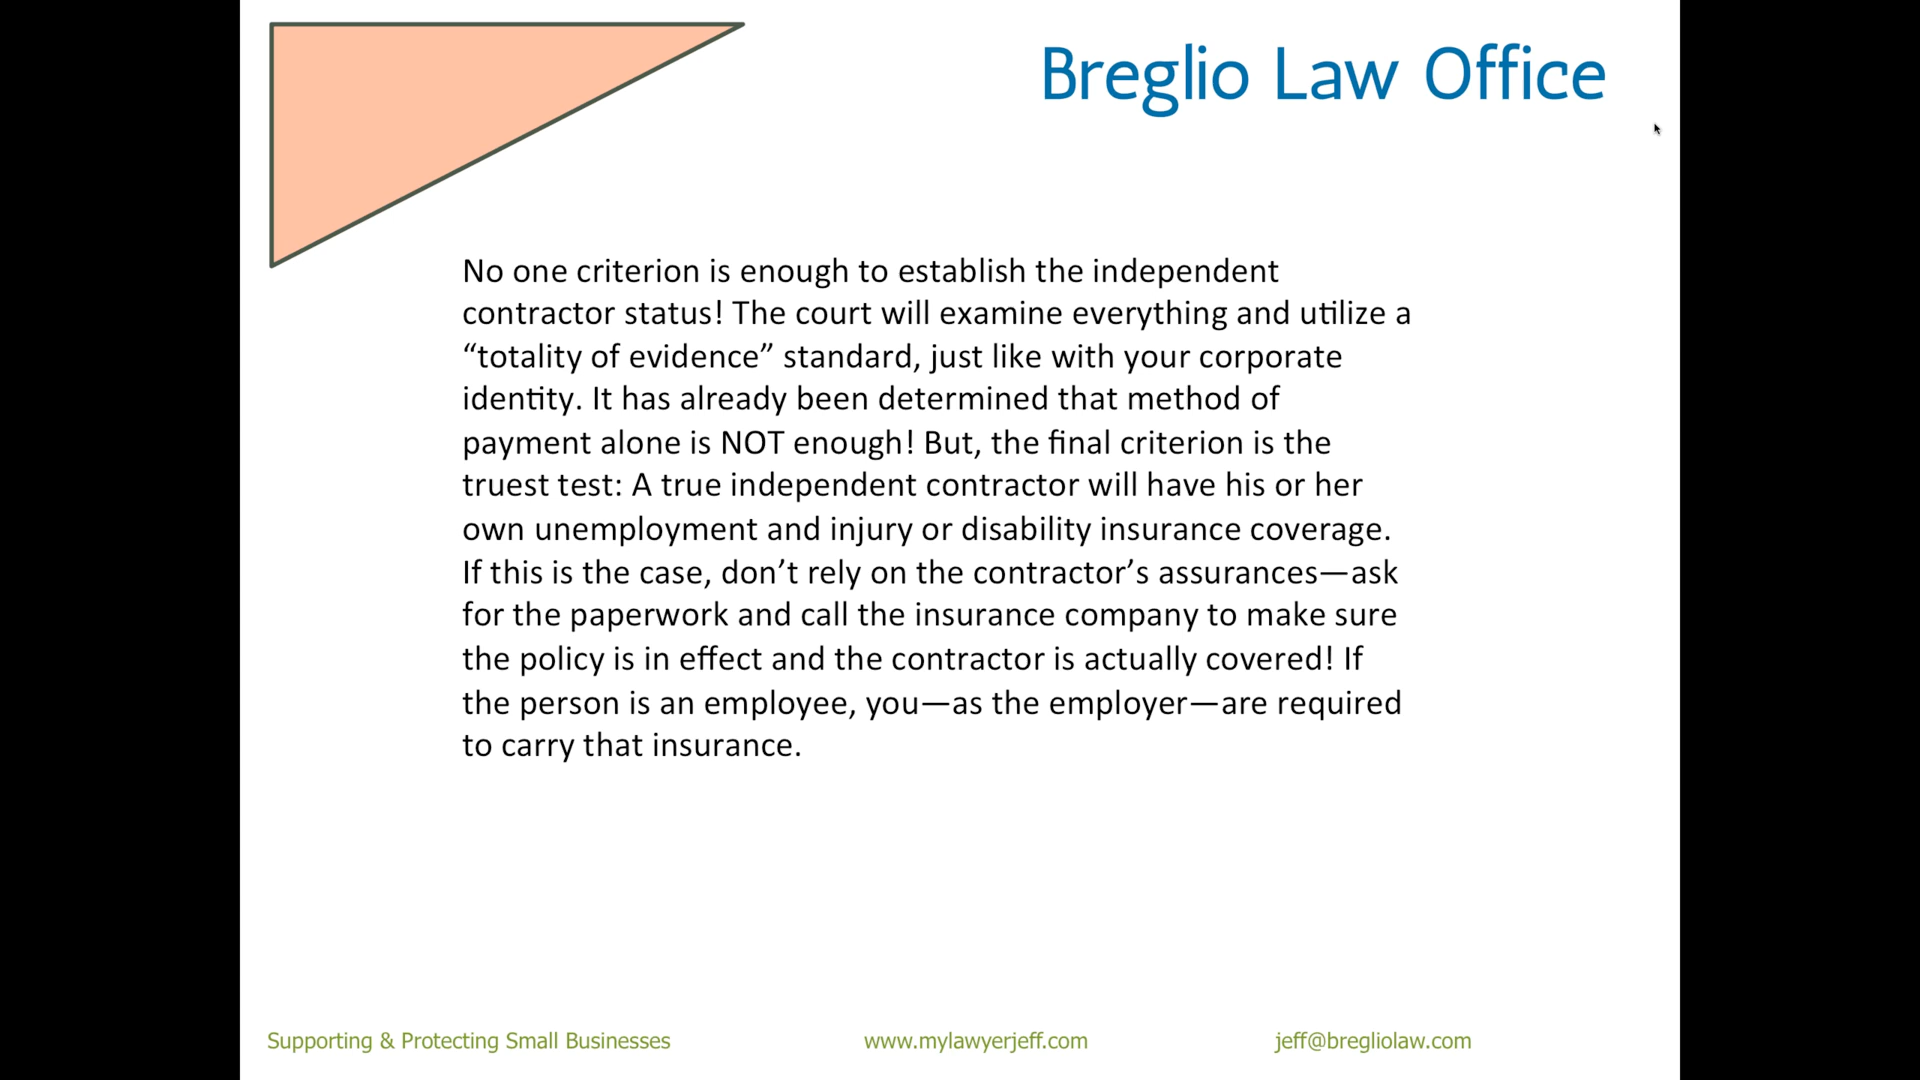 Breglio Law Office
No one criterion is enough to establish the independent
contractor status! The court will examine everything and utilize a
“totality of evidence” standard, just like with your corporate
identity. It has already been determined that method of
payment alone is NOT enough! But, the final criterion is the
truest test: A true independent contractor will have his or her
own unemployment and injury or disability insurance coverage.
If this is the case, don’t rely on the contractor’s assurances—ask
for the paperwork and call the insurance company to make sure
the policy is in effect and the contractor is actually covered! If
the person is an employee, you—as the employer—are required
to carry that insurance.
Supporting & Protecting Small Businesses www.mylawyerjeff.com jeff@bregliolaw.com